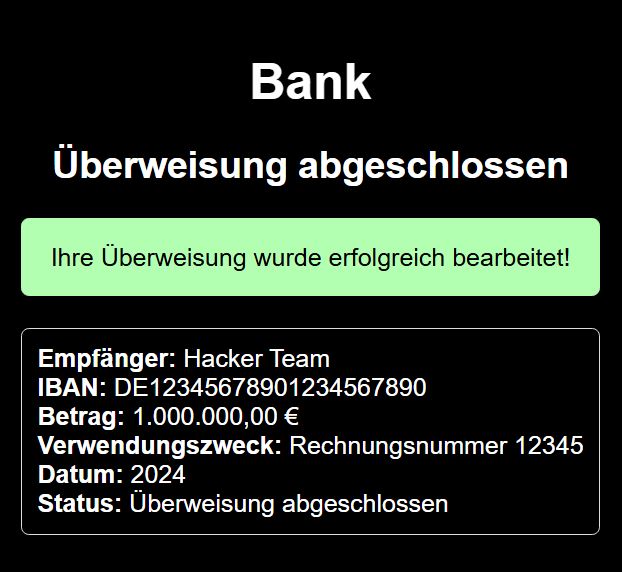 Bank
Überweisung abgeschlossen
Ihre Überweisung wurde erfolgreich bearbeitet!
Empfänger: Hacker Team
IBAN: DE12345678901234567890
Betrag: 1.000.000,00 €
Verwendungszweck: Rechnungsnummer 12345
Datum: 2024
Status: Überweisung abgeschlossen